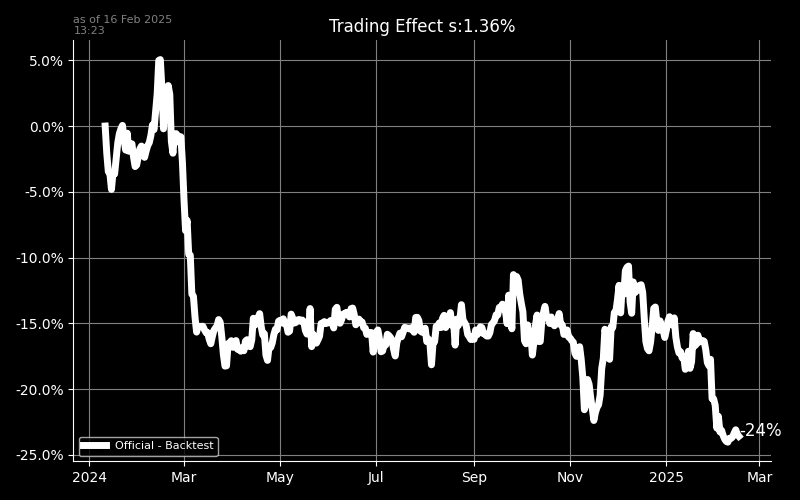 as of 16 Feb 2025
13:23
Trading Effect s:1.36%
5.0%
0.0%
-5.0%
-10.0%
-15.0%
-20.0%
-25.0%
-24%
Official - Backtest
2024 Mar May Jul Sep Nov 2025 Mar